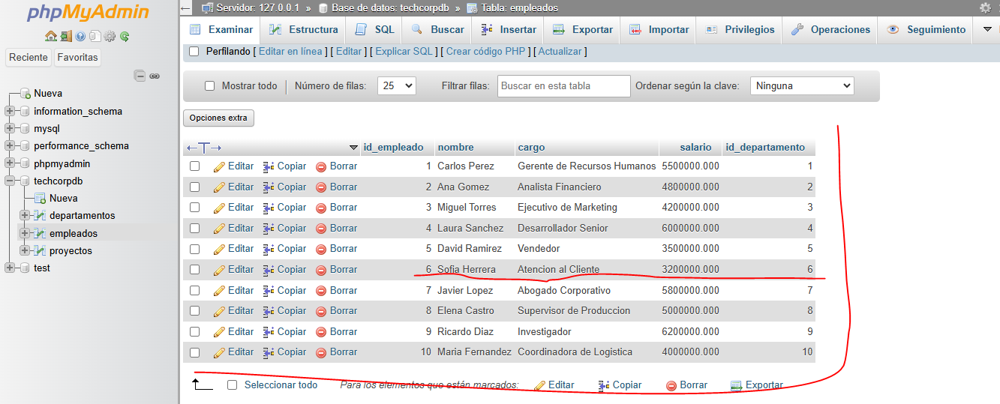 phpMyAdmin
Reciente Favoritas
Nueva
information_schema
mysql
performance_schema
phpmyadmin
techcorpdb
Nueva
departamentos
empleados
proyectos
test
Servidor: 127.0.0.1 » Base de datos: techcorpdb » Tabla: empleados
Examinar Estructura SQL Buscar Insertar Exportar Importar Privilegios Operaciones Seguimiento
Perfilando [ Editar en línea ] [ Editar ] [ Explicar SQL ] [ Crear código PHP ] [ Actualizar ]
Mostrar todo Número de filas: 25 Filtrar filas: Buscar en esta tabla Ordenar según la clave: Ninguna
Opciones extra
id_empleado nombre cargo salario id_departamento
Editar Copiar Borrar 1 Carlos Perez Gerente de Recursos Humanos 5500000.000 1
Editar Copiar Borrar 2 Ana Gomez Analista Financiero 4800000.000 2
Editar Copiar Borrar 3 Miguel Torres Ejecutivo de Marketing 4200000.000 3
Editar Copiar Borrar 4 Laura Sanchez Desarrollador Senior 6000000.000 4
Editar Copiar Borrar 5 David Ramirez Vendedor 3500000.000 5
Editar Copiar Borrar 6 Sofia Herrera Atencion al Cliente 3200000.000 6
Editar Copiar Borrar 7 Javier Lopez Abogado Corporativo 5800000.000 7
Editar Copiar Borrar 8 Elena Castro Supervisor de Produccion 5000000.000 8
Editar Copiar Borrar 9 Ricardo Diaz Investigador 6200000.000 9
Editar Copiar Borrar 10 Maria Fernandez Coordinadora de Logistica 4000000.000 10
Seleccionar todo Para los elementos que están marcados: Editar Copiar Borrar Exportar